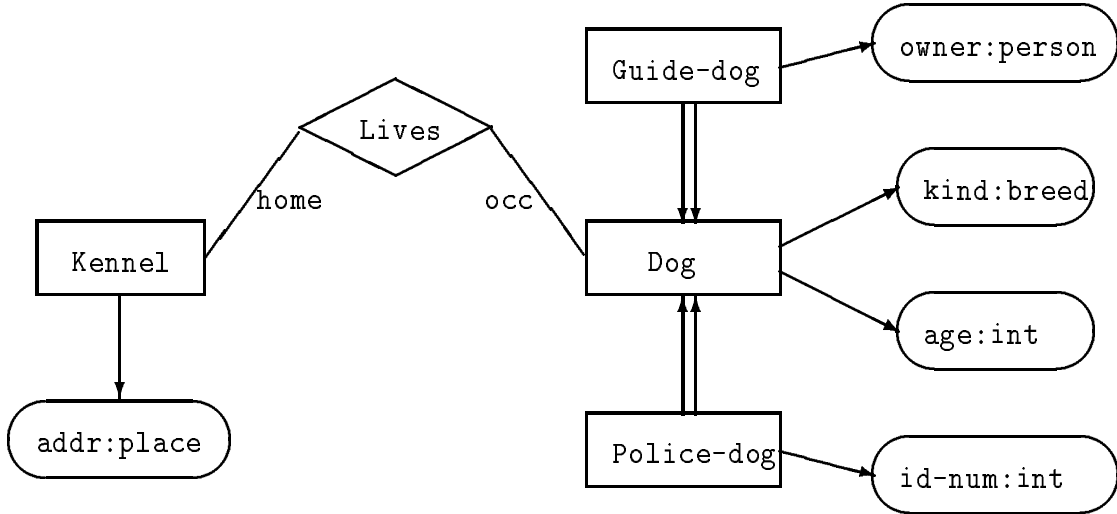 owner:person
Guide-dog
Lives
kind:breed
home
occ
Kennel
Dog
age:int
addr:place
Police-dog
id-num:int